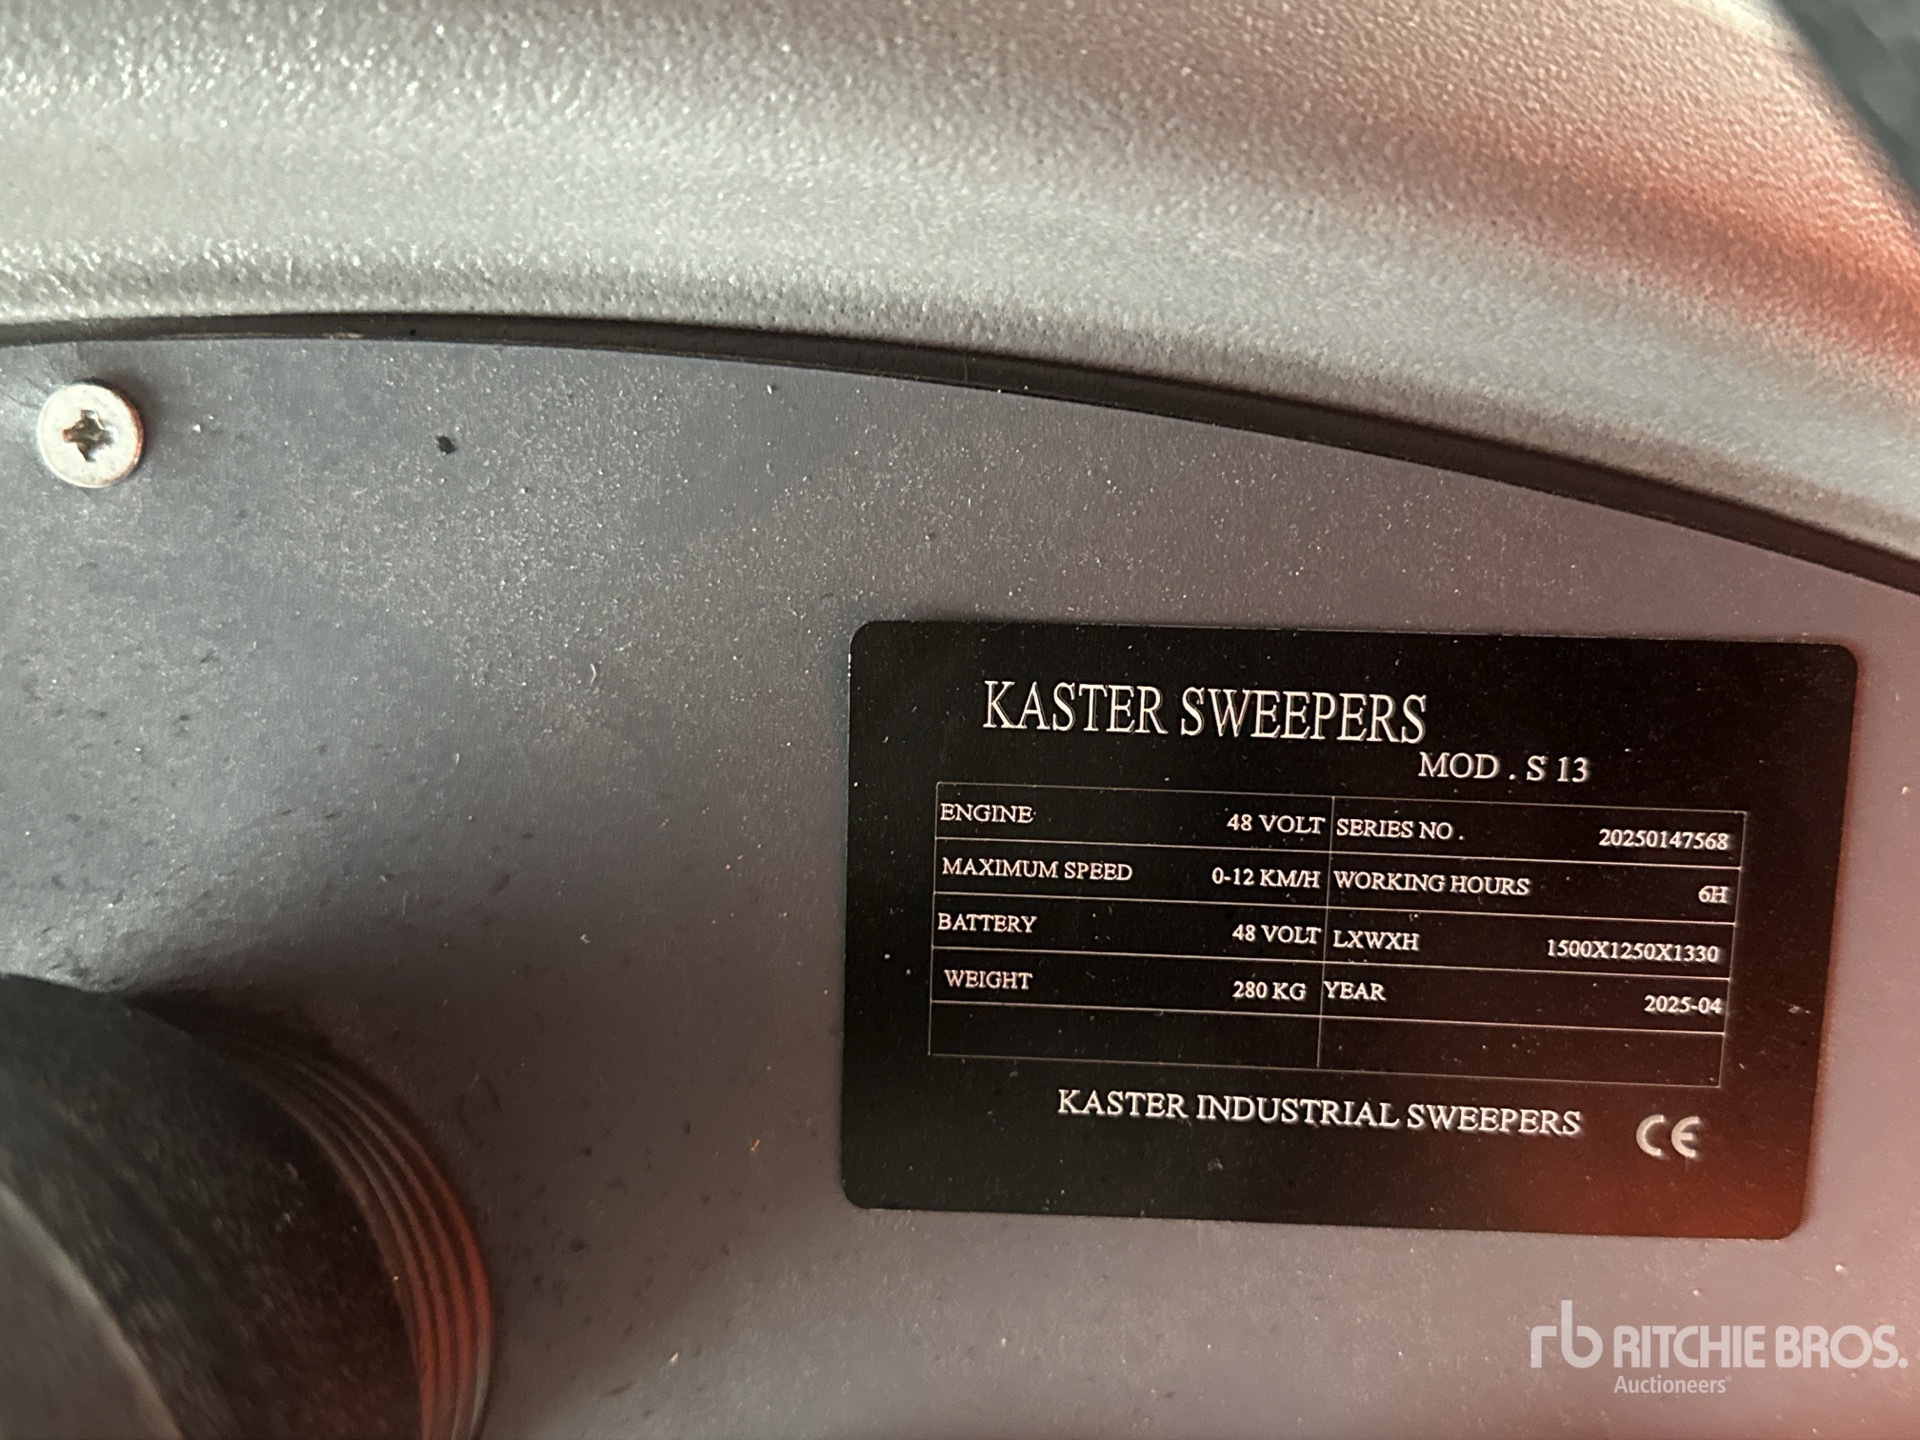 KASTER SWEEPERS
MOD . S 13
ENGINE 48 VOLT SERIES NO . 20250147568
MAXIMUM SPEED 0-12 KM/H WORKING HOURS 6H
BATTERY 48 VOLT LXWXH 1500X1250X1330
WEIGHT 280 KG YEAR 2025-04
KASTER INDUSTRIAL SWEEPERS CE
rb RITCHIE BROS.
Auctioneers